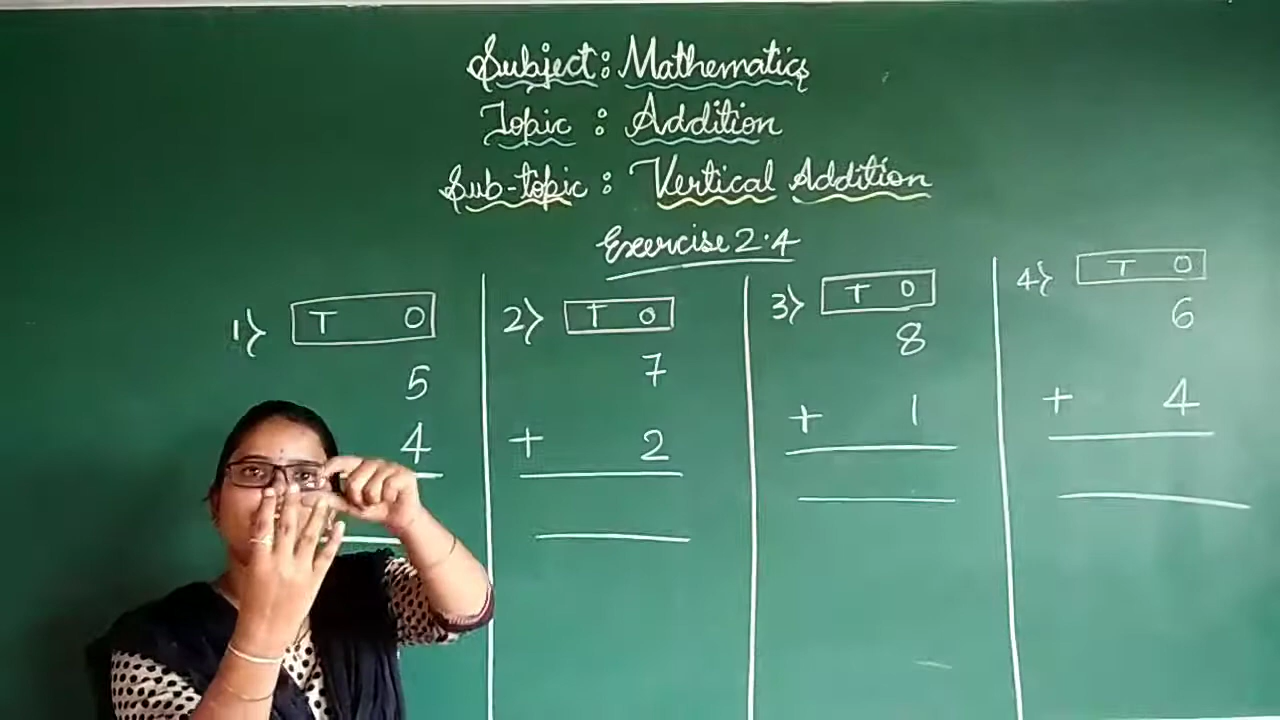 Subject: Mathematics
Topic : Addition
Sub-topic : Vertical Addition
Exercise 2.4
1) T O
5
4
2) T O
7
+ 2
3) T O
8
+ 1
4) T O
6
+ 4